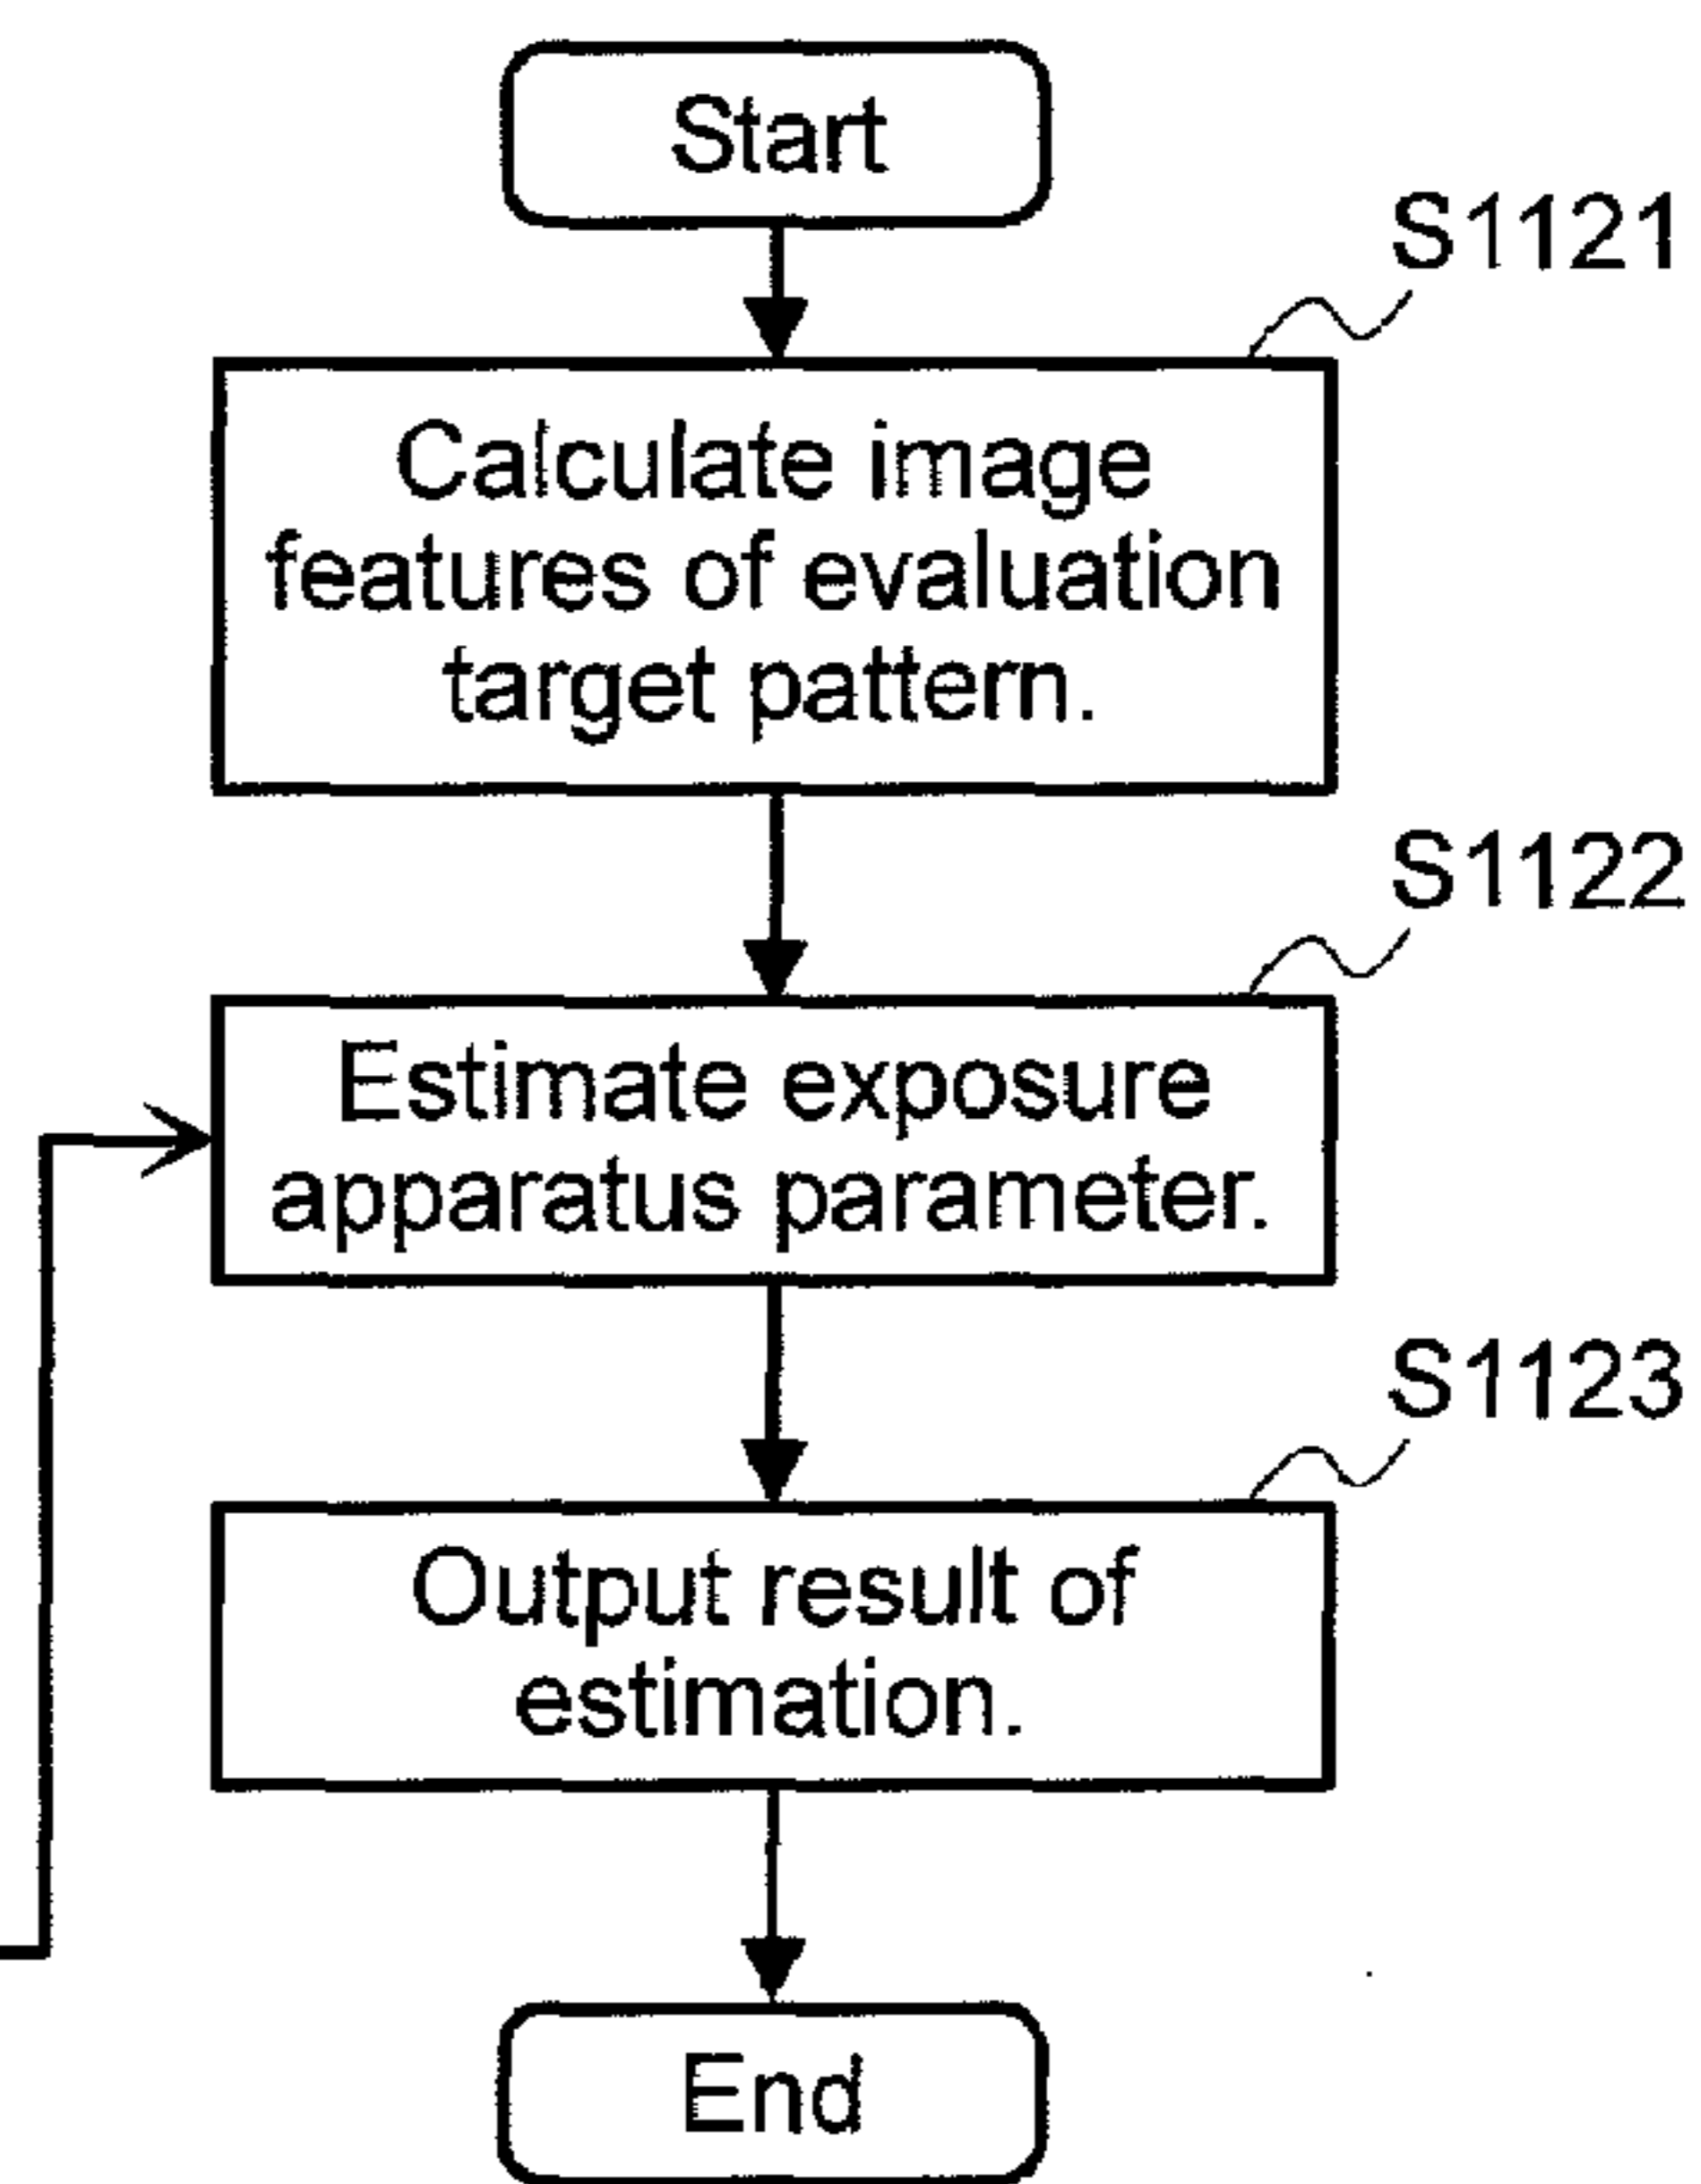 Start
S1121
Calculate image
features of evaluation
target pattern.
S1122
Estimate exposure
apparatus parameter.
S1123
Output result of
estimation.
End